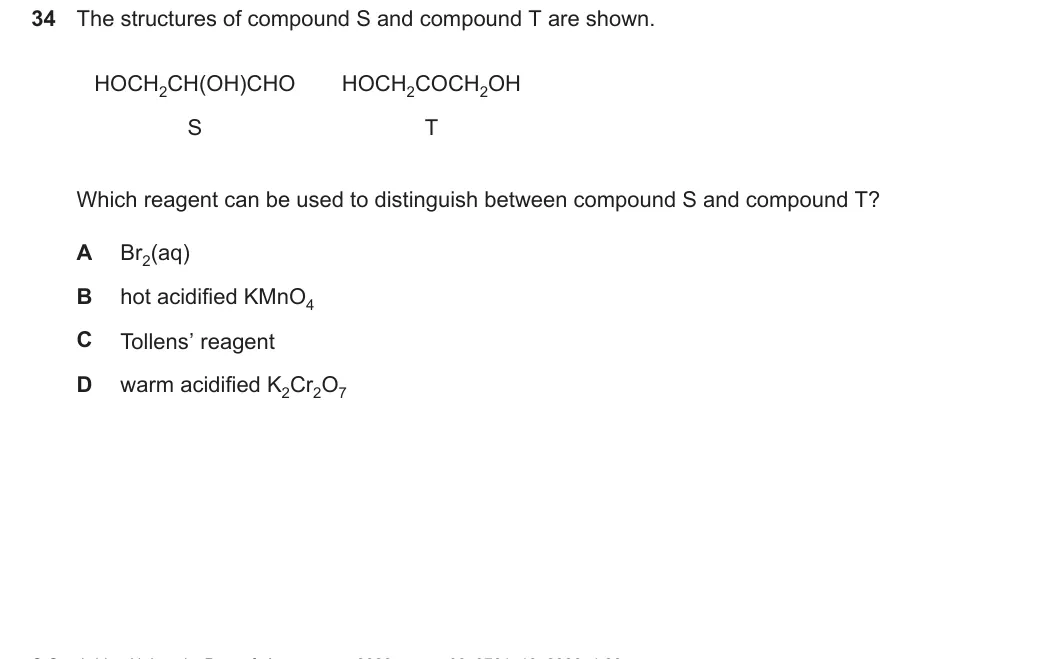 34 The structures of compound S and compound T are shown.
HOCH₂CH(OH)CHO HOCH₂COCH₂OH
S T
Which reagent can be used to distinguish between compound S and compound T?
A Br₂(aq)
B hot acidified KMnO₄
C Tollens’ reagent
D warm acidified K₂Cr₂O₇